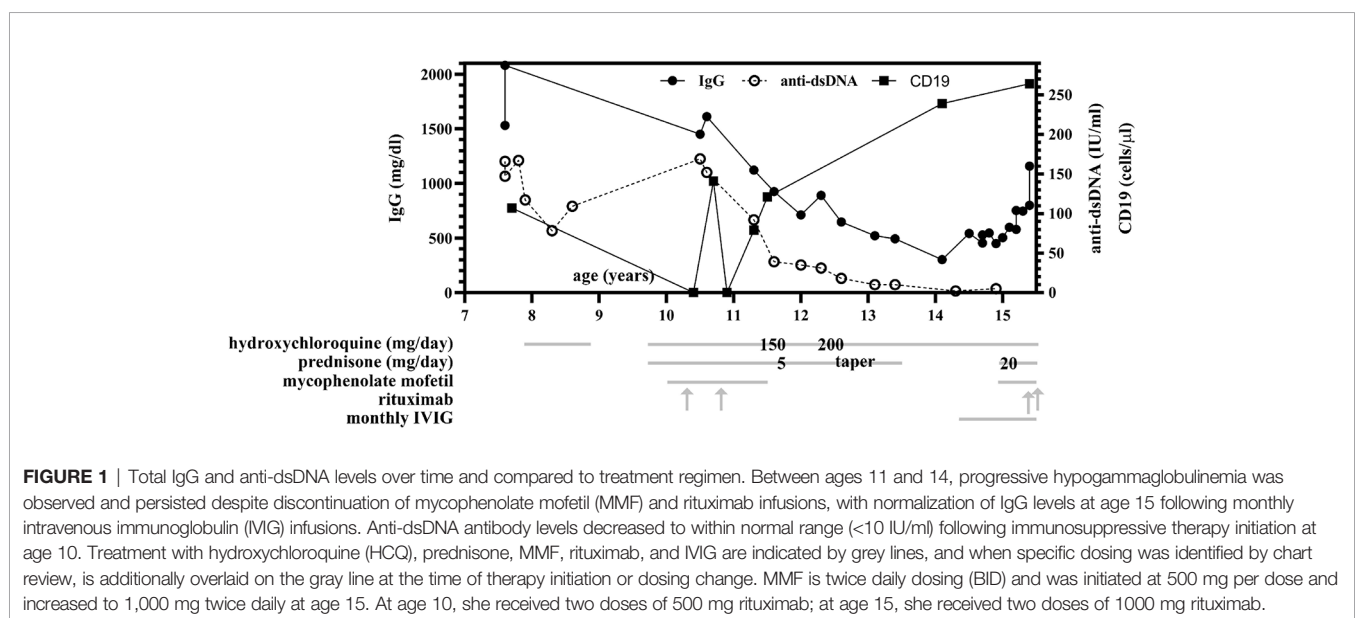 IgG anti-dsDNA CD19
2000
1500
1000
500
0
IgG (mg/dl)
250
200
150
100
50
0
anti-dsDNA (IU/ml)
CD19 (cells/µl)
age (years)
7 8 9 10 11 12 13 14 15
hydroxychloroquine (mg/day) 150 200
prednisone (mg/day) 5 taper 20
mycophenolate mofetil
rituximab
monthly IVIG
FIGURE 1 | Total IgG and anti-dsDNA levels over time and compared to treatment regimen. Between ages 11 and 14, progressive hypogammaglobulinemia was
observed and persisted despite discontinuation of mycophenolate mofetil (MMF) and rituximab infusions, with normalization of IgG levels at age 15 following monthly
intravenous immunoglobulin (IVIG) infusions. Anti-dsDNA antibody levels decreased to within normal range (<10 IU/ml) following immunosuppressive therapy initiation at
age 10. Treatment with hydroxychloroquine (HCQ), prednisone, MMF, rituximab, and IVIG are indicated by grey lines, and when specific dosing was identified by chart
review, is additionally overlaid on the gray line at the time of therapy initiation or dosing change. MMF is twice daily dosing (BID) and was initiated at 500 mg per dose and
increased to 1,000 mg twice daily at age 15. At age 10, she received two doses of 500 mg rituximab; at age 15, she received two doses of 1000 mg rituximab.